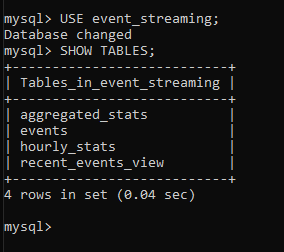 mysql> USE event_streaming;
Database changed
mysql> SHOW TABLES;
+---------------------------+
| Tables_in_event_streaming |
+---------------------------+
| aggregated_stats          |
| events                    |
| hourly_stats              |
| recent_events_view        |
+---------------------------+
4 rows in set (0.04 sec)
mysql>